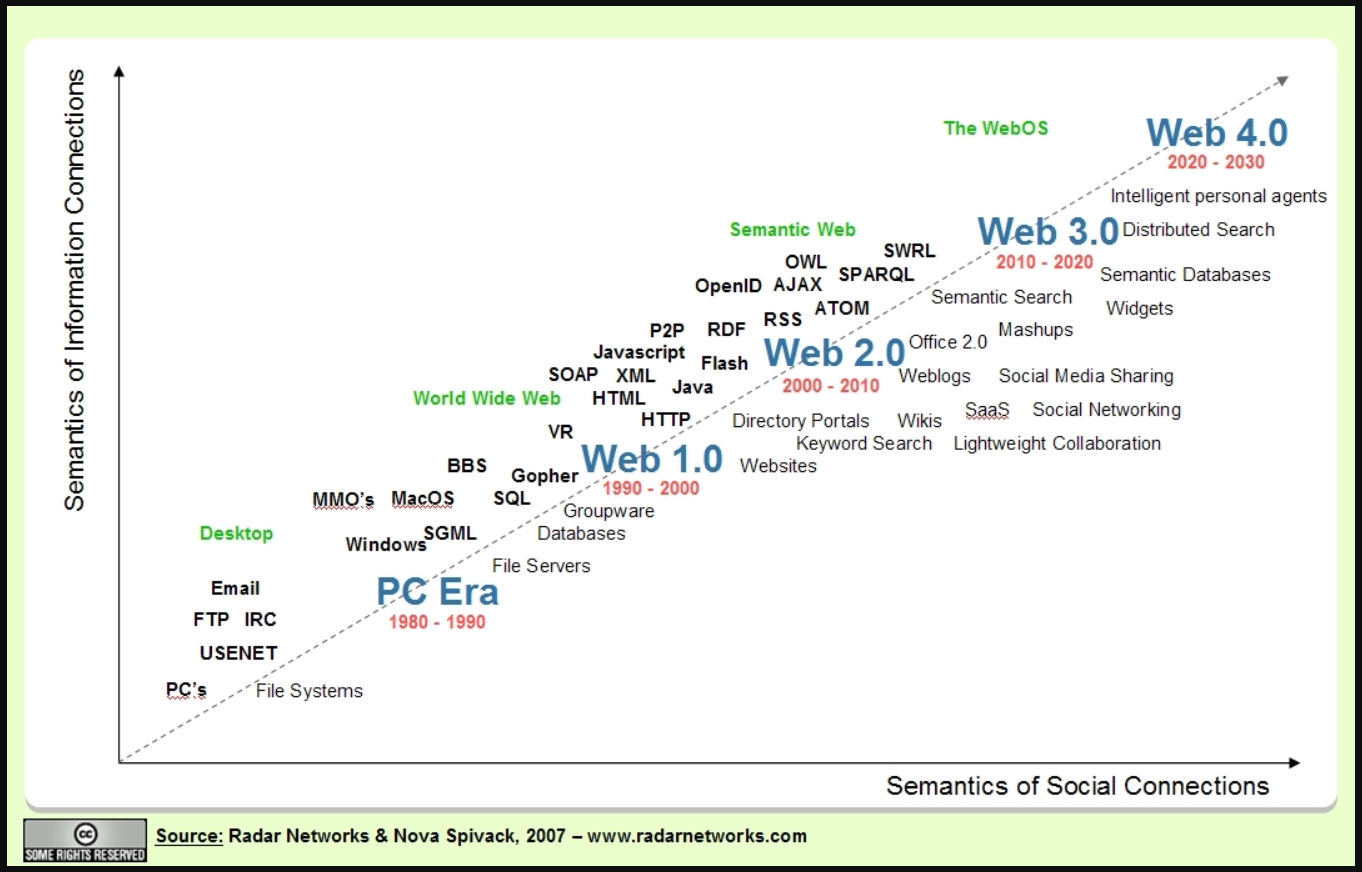 Semantics of Information Connections
The WebOS
Web 4.0
2020 - 2030
Intelligent personal agents
Semantic Web
Web 3.0
Distributed Search
2010 - 2020
SWRL
OWL
SPARQL
Semantic Databases
OpenID
AJAX
Semantic Search
Widgets
ATOM
RSS
P2P
RDF
Mashups
Office 2.0
Javascript
Web 2.0
Flash
SOAP
XML
Weblogs
Social Media Sharing
Java
2000 - 2010
World Wide Web
HTML
SaaS
Social Networking
HTTP
Directory Portals
Wikis
VR
Keyword Search
Lightweight Collaboration
Web 1.0
BBS
Websites
Gopher
1990 - 2000
MMO's
MacOS
SQL
Groupware
Desktop
SGML
Databases
Windows
File Servers
Email
PC Era
1980 - 1990
FTP
IRC
USENET
PC's
File Systems
Semantics of Social Connections
cc
SOME RIGHTS RESERVED
Source: Radar Networks & Nova Spivack, 2007 – www.radarnetworks.com